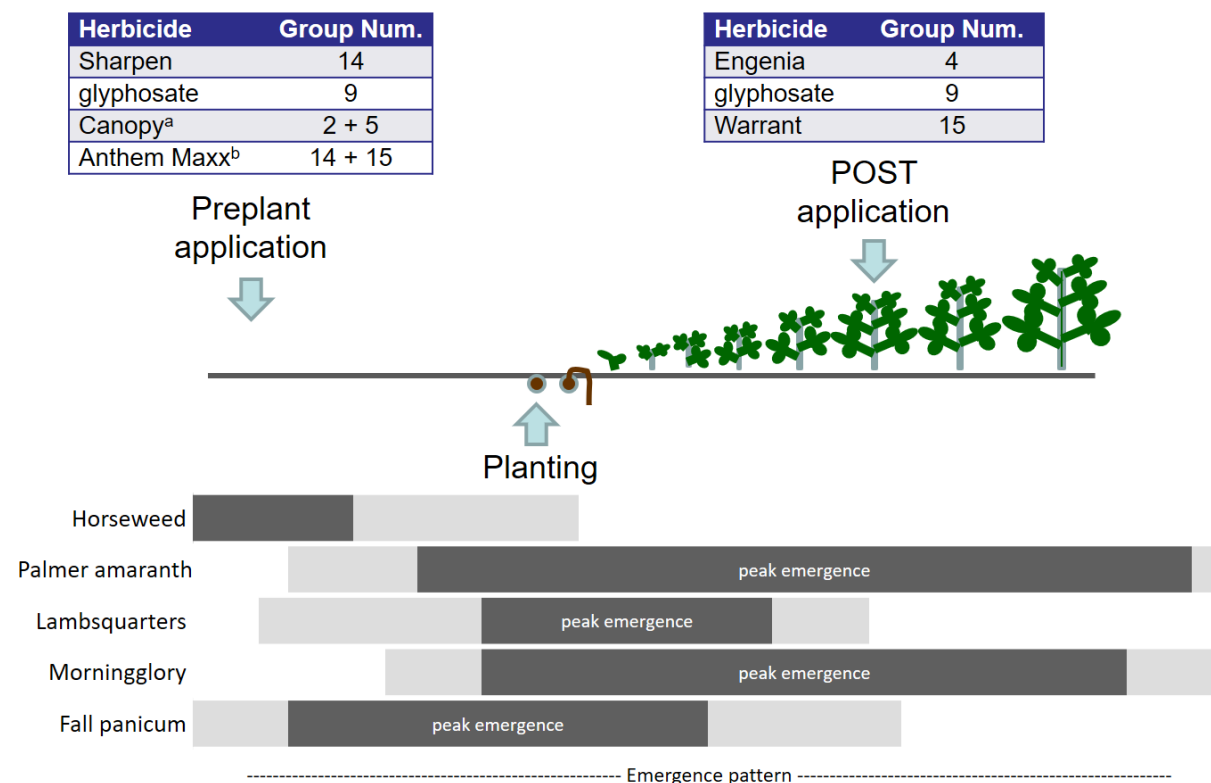 Herbicide Group Num.
Sharpen 14
glyphosate 9
Canopyᵃ 2 + 5
Anthem Maxxᵇ 14 + 15
Herbicide Group Num.
Engenia 4
glyphosate 9
Warrant 15
Preplant
application
POST
application
Planting
Horseweed
Palmer amaranth peak emergence
Lambsquarters peak emergence
Morningglory peak emergence
Fall panicum peak emergence
---------------------------------------------------------- Emergence pattern ----------------------------------------------------------